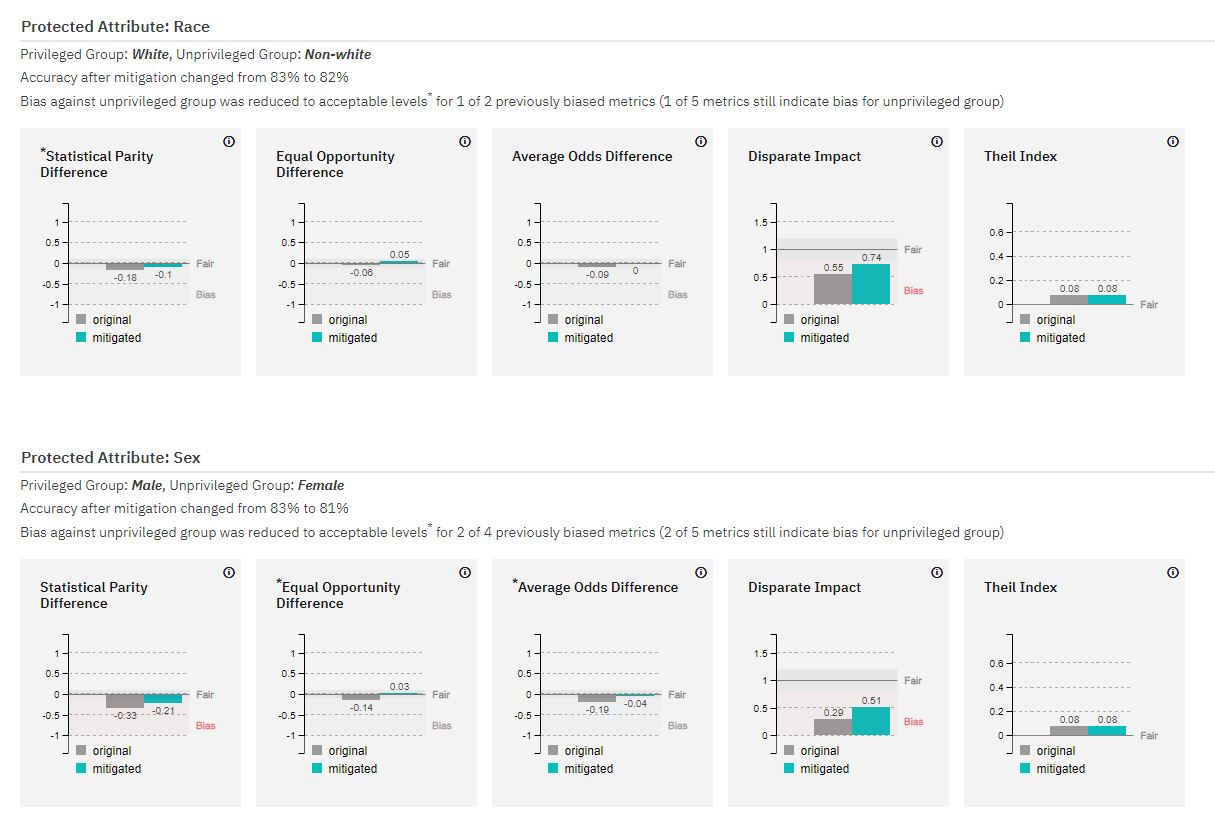 Protected Attribute: Race
Privileged Group: White, Unprivileged Group: Non-white
Accuracy after mitigation changed from 83% to 82%
Bias against unprivileged group was reduced to acceptable levels* for 1 of 2 previously biased metrics (1 of 5 metrics still indicate bias for unprivileged group)
*Statistical Parity
Difference
1
0.5
0
-0.5
-1
-0.18
-0.1
Fair
Bias
original
mitigated
Equal Opportunity
Difference
1
0.5
0
-0.5
-1
-0.06
0.05
Fair
Bias
original
mitigated
Average Odds Difference
1
0.5
0
-0.5
-1
-0.09
0
Fair
Bias
original
mitigated
Disparate Impact
1.5
1
0.5
0
0.55
0.74
Fair
Bias
original
mitigated
Theil Index
0.6
0.4
0.2
0
0.08
0.08
Fair
original
mitigated
Protected Attribute: Sex
Privileged Group: Male, Unprivileged Group: Female
Accuracy after mitigation changed from 83% to 81%
Bias against unprivileged group was reduced to acceptable levels* for 2 of 4 previously biased metrics (2 of 5 metrics still indicate bias for unprivileged group)
Statistical Parity
Difference
1
0.5
0
-0.5
-1
-0.33
-0.21
Fair
Bias
original
mitigated
*Equal Opportunity
Difference
1
0.5
0
-0.5
-1
-0.14
0.03
Fair
Bias
original
mitigated
*Average Odds Difference
1
0.5
0
-0.5
-1
-0.19
-0.04
Fair
Bias
original
mitigated
Disparate Impact
1.5
1
0.5
0
0.29
0.51
Fair
Bias
original
mitigated
Theil Index
0.6
0.4
0.2
0
0.08
0.08
Fair
original
mitigated